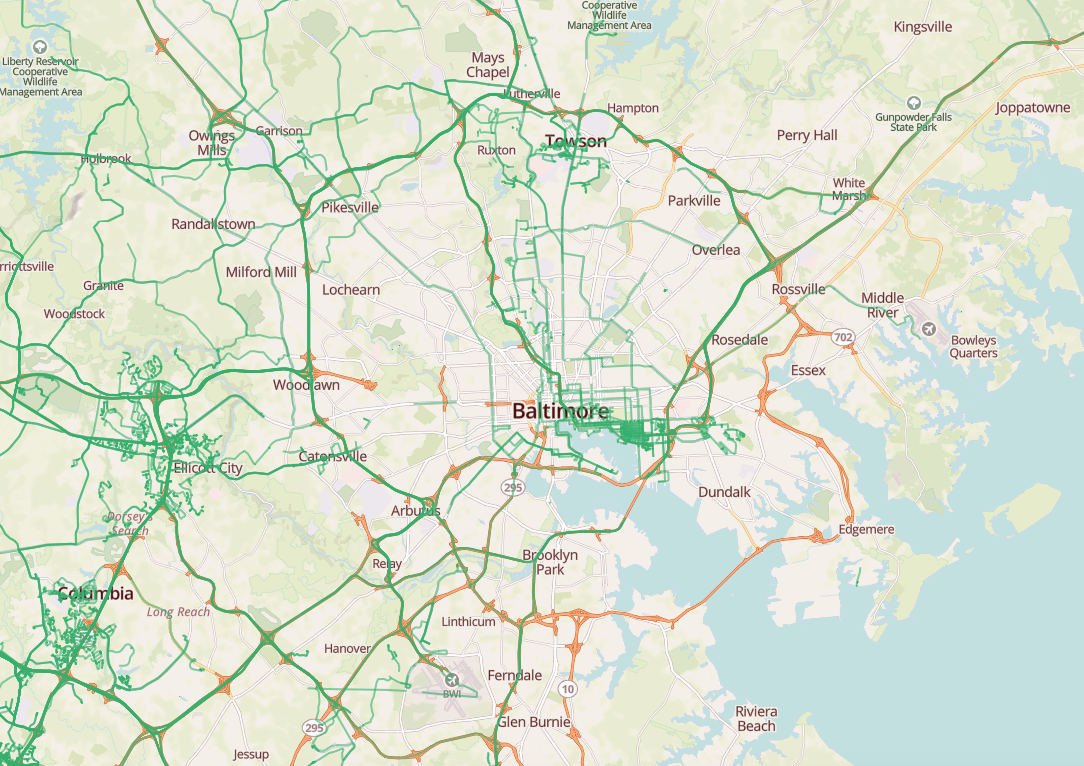 Cooperative
Wildlife
Management Area
Kingsville
Liberty Reservoir
Cooperative
Wildlife
Management Area
Mays
Chapel
Lutherville
Hampton
Joppatowne
Gunpowder Falls
State Park
Owings
Mills
Garrison
Perry Hall
Towson
Ruxton
Holbrook
White
Marsh
Pikesville
Parkville
Randallstown
Overlea
rriottsville
Milford Mill
Granite
Lochearn
Rossville
Middle
River
Woodstock
702
Rosedale
Bowleys
Quarters
Essex
Woodlawn
Baltimore
Catonsville
Ellicott City
295
Dundalk
Dorsey's
Search
Arbutus
Edgemere
Relay
Brooklyn
Park
Columbia
Long Reach
Linthicum
Hanover
Ferndale
BWI
10
295
Glen Burnie
Riviera
Beach
Jessup